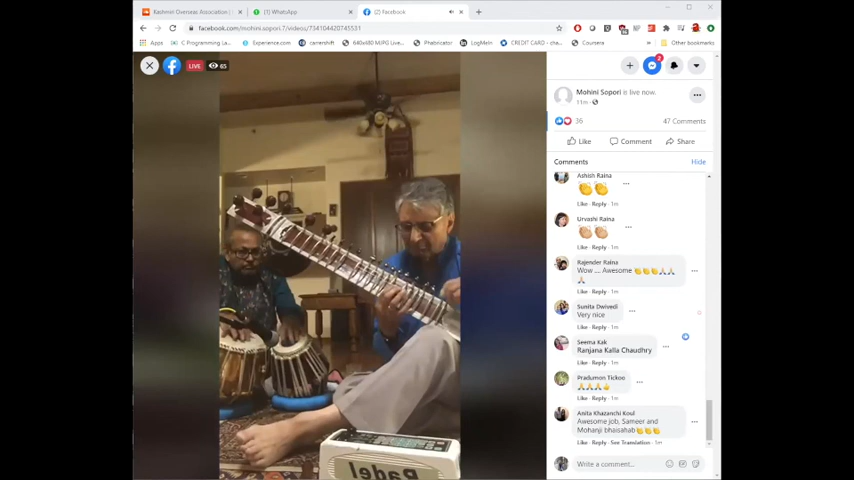 Kashmir Overseas Association |
(1) WhatsApp
(2) Facebook
facebook.com/mohini.sopori.7/videos/754104420745531
Apps
C Programming La...
Experience.com
careershift
640x480 MJPG Live...
Phabricator
LogMeIn
CREDIT CARD - cha...
Coursera
Other bookmarks
LIVE
65
2
Mohini Sopori is live now.
11m
36
47 Comments
Like
Comment
Share
Comments
Hide
Ashish Raina
👏👏
Like · Reply · 1m
Urvashi Raina
👏🏼👏🏼
Like · Reply · 1m
Rajender Raina
Wow .... Awesome 👏👏👏🙏🙏
🙏
Like · Reply · 1m
Sunita Dwivedi
Very nice
Like · Reply · 1m
Seema Kak
Ranjana Kalla Chaudhry
Like · Reply · 1m
Pradumon Tickoo
🙏🙏🙏👍
Like · Reply · 1m
Anita Khazanchi Koul
Awesome job, Sameer and
Mohanji bhaisahab👏👏👏
Like · Reply · See Translation · 1m
Write a comment...
Radel